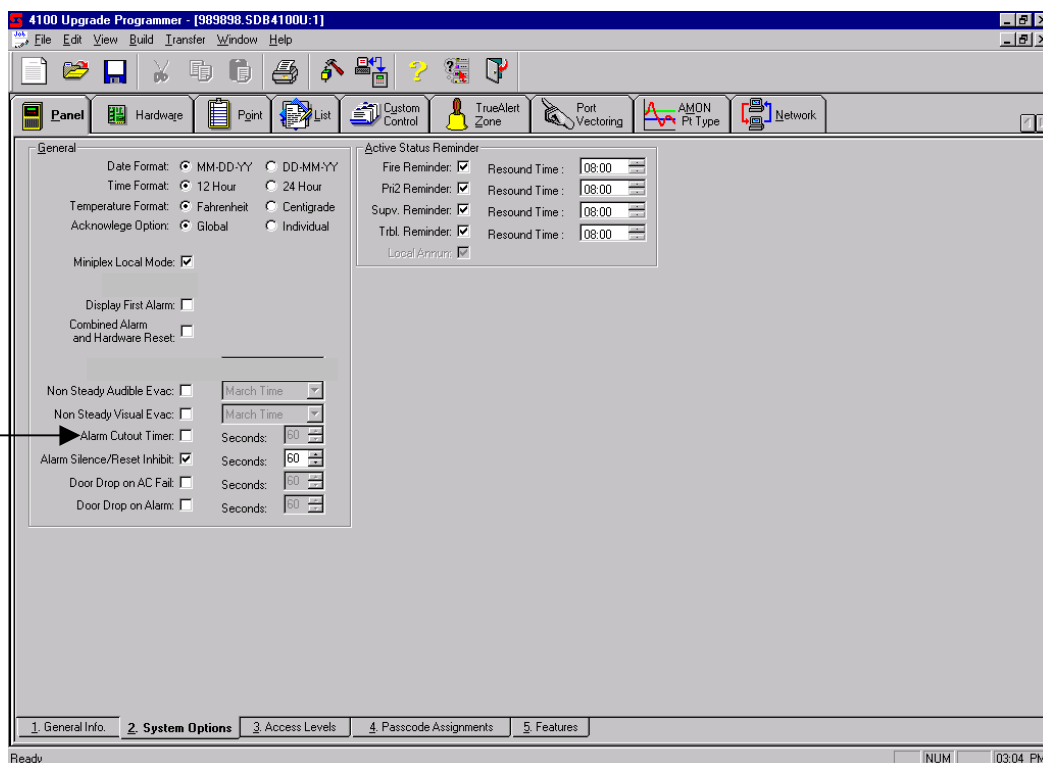 4100 Upgrade Programmer - [989898.SDB4100U:1]
File Edit View Build Transfer Window Help
Panel Hardware Point List Custom Control TrueAlert Zone Port Vectoring AMON Pt Type Network
General
Date Format: MM-DD-YY DD-MM-YY
Time Format: 12 Hour 24 Hour
Temperature Format: Fahrenheit Centigrade
Acknowlege Option: Global Individual
Miniplex Local Mode:
Display First Alarm:
Combined Alarm
and Hardware Reset:
Non Steady Audible Evac: March Time
Non Steady Visual Evac: March Time
Alarm Cutout Timer: Seconds: 60
Alarm Silence/Reset Inhibit: Seconds: 60
Door Drop on AC Fail: Seconds: 60
Door Drop on Alarm: Seconds: 60
Active Status Reminder
Fire Reminder: Resound Time : 08:00
Pri2 Reminder: Resound Time : 08:00
Supv. Reminder: Resound Time : 08:00
Trbl. Reminder: Resound Time : 08:00
Local Annun:
1. General Info. 2. System Options 3. Access Levels 4. Passcode Assignments 5. Features
Ready NUM 03:04 PM